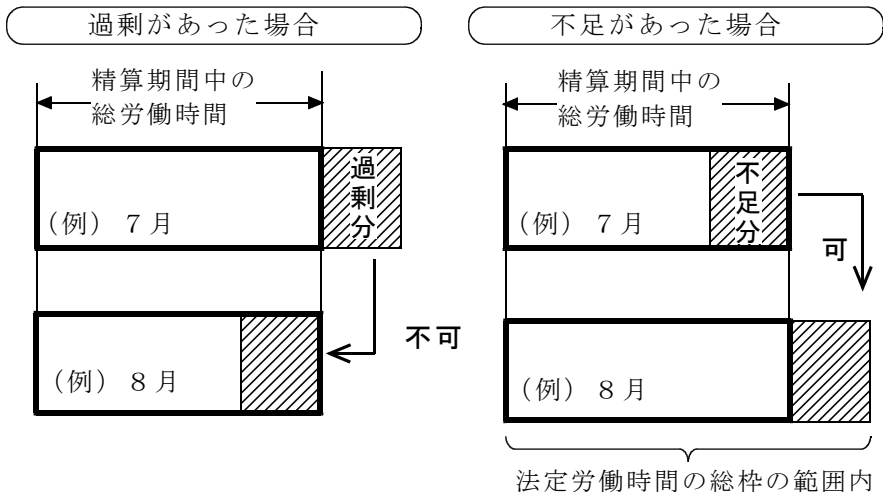 過剰があった場合
精算期間中の
総労働時間
過剰分
(例) 7月
不可
(例) 8月
不足があった場合
精算期間中の
総労働時間
不足分
(例) 7月
可
(例) 8月
法定労働時間の総枠の範囲内